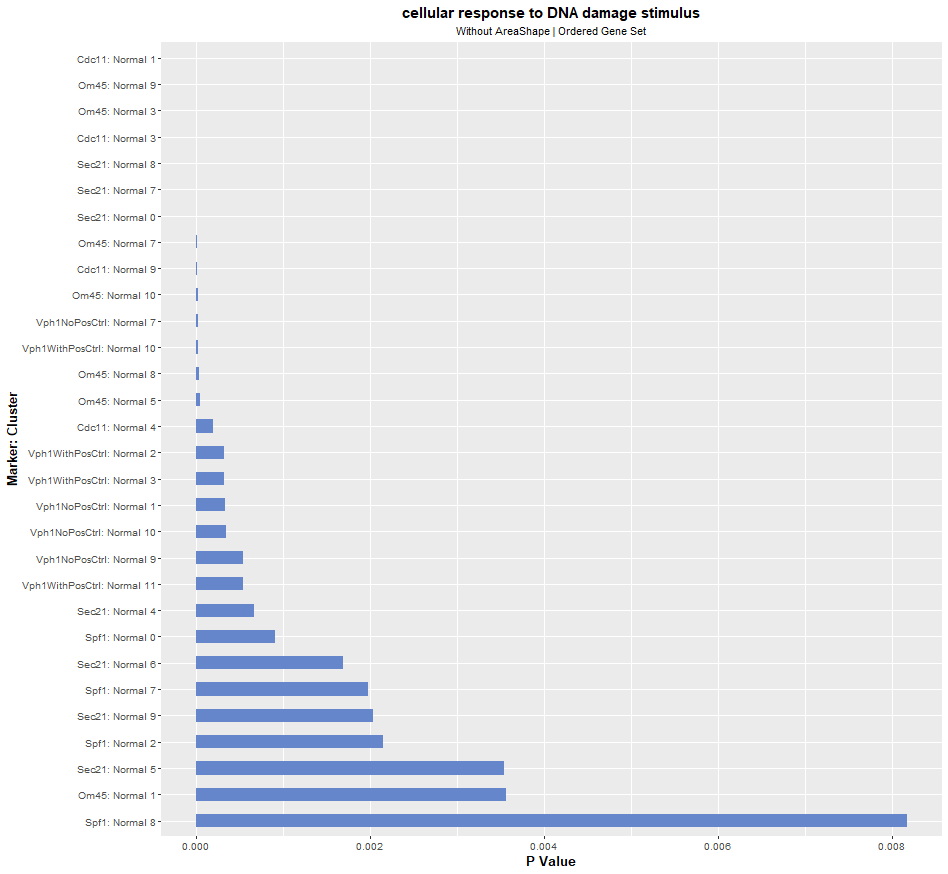 cellular response to DNA damage stimulus
Without AreaShape | Ordered Gene Set
Marker: Cluster
Cdc11: Normal 1
Om45: Normal 9
Om45: Normal 3
Cdc11: Normal 3
Sec21: Normal 8
Sec21: Normal 7
Sec21: Normal 0
Om45: Normal 7
Cdc11: Normal 9
Om45: Normal 10
Vph1NoPosCtrl: Normal 7
Vph1WithPosCtrl: Normal 10
Om45: Normal 8
Om45: Normal 5
Cdc11: Normal 4
Vph1WithPosCtrl: Normal 2
Vph1WithPosCtrl: Normal 3
Vph1NoPosCtrl: Normal 1
Vph1NoPosCtrl: Normal 10
Vph1NoPosCtrl: Normal 9
Vph1WithPosCtrl: Normal 11
Sec21: Normal 4
Spf1: Normal 0
Sec21: Normal 6
Spf1: Normal 7
Sec21: Normal 9
Spf1: Normal 2
Sec21: Normal 5
Om45: Normal 1
Spf1: Normal 8
0.000 0.002 0.004 0.006 0.008
P Value